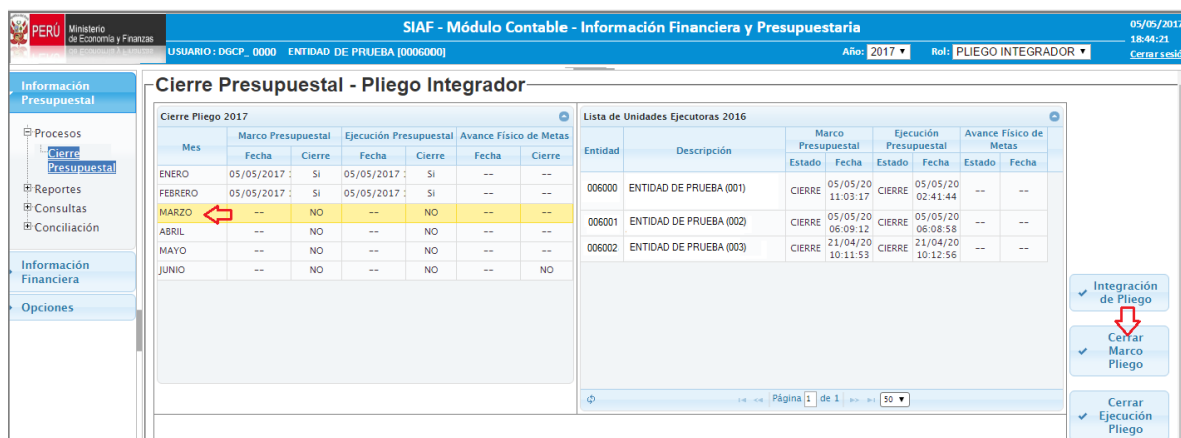 PERÚ Ministerio de Economía y Finanzas
SIAF - Módulo Contable - Información Financiera y Presupuestaria
05/05/2017
18:44:21
USUARIO: DGCP_ 0000 ENTIDAD DE PRUEBA [0006000]
Año: 2017 Rol: PLIEGO INTEGRADOR
Cerrar sesió
Información Presupuestal
Procesos
Cierre Presupuestal
Reportes
Consultas
Conciliación
Información Financiera
Opciones
Cierre Presupuestal - Pliego Integrador
Cierre Pliego 2017
Mes Marco Presupuestal Ejecución Presupuestal Avance Físico de Metas
Fecha Cierre Fecha Cierre Fecha Cierre
ENERO 05/05/2017 : Si 05/05/2017 : Si -- --
FEBRERO 05/05/2017 : Si 05/05/2017 : Si -- --
MARZO -- NO -- NO -- --
ABRIL -- NO -- NO -- --
MAYO -- NO -- NO -- --
JUNIO -- NO -- NO -- NO
Lista de Unidades Ejecutoras 2016
Entidad Descripción Marco Presupuestal Ejecución Presupuestal Avance Físico de Metas
Estado Fecha Estado Fecha Estado Fecha
006000 ENTIDAD DE PRUEBA (001) CIERRE 05/05/20 11:03:17 CIERRE 05/05/20 02:41:44 -- --
006001 ENTIDAD DE PRUEBA (002) CIERRE 05/05/20 06:09:12 CIERRE 05/05/20 06:08:58 -- --
006002 ENTIDAD DE PRUEBA (003) CIERRE 21/04/20 10:11:53 CIERRE 21/04/20 10:12:56 -- --
Página 1 de 1 50
Integración de Pliego
Cerrar Marco Pliego
Cerrar Ejecución Pliego